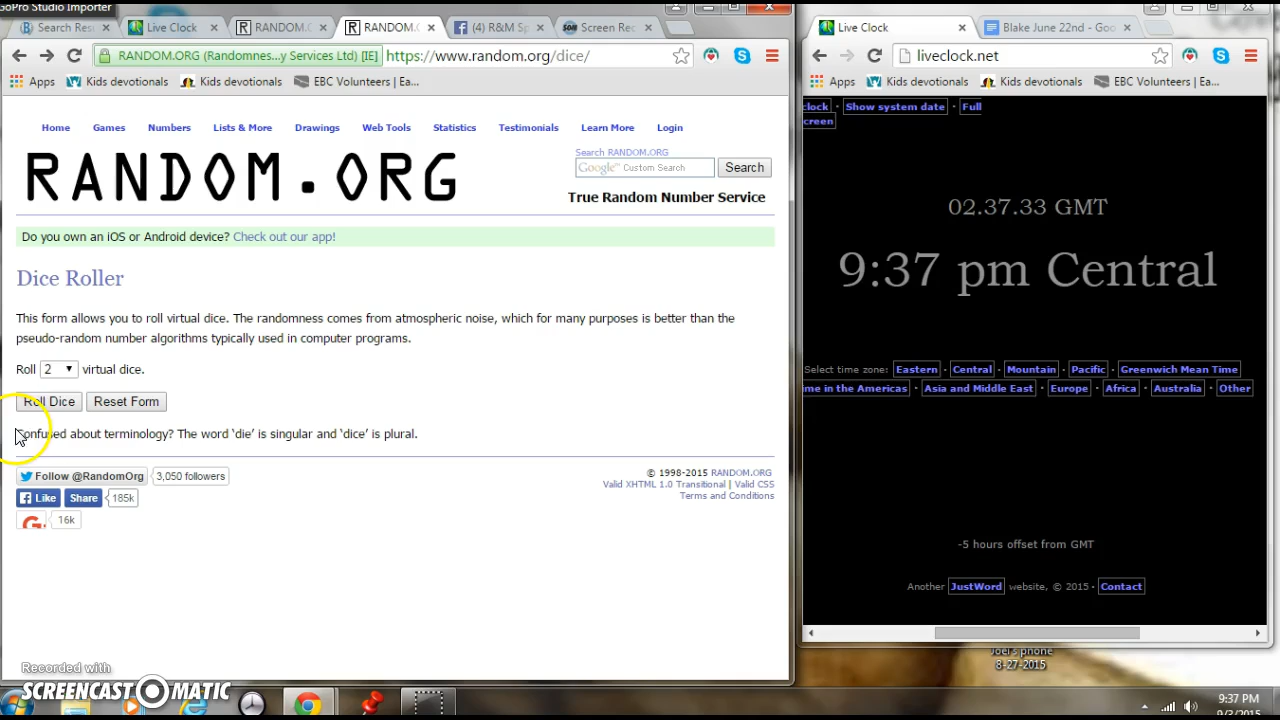 GoPro Studio Importer
Search Res
Live Clock
RANDOM.O
RANDOM.
(4) R&M Sp
Screen Re
RANDOM.ORG (Randomnes...y Services Ltd) [IE]
https://www.random.org/dice/
Apps
Kids devotionals
Kids devotionals
EBC Volunteers | Ea...
Home
Games
Numbers
Lists & More
Drawings
Web Tools
Statistics
Testimonials
Learn More
Login
RANDOM.ORG
Search RANDOM.ORG
Google™ Custom Search
Search
True Random Number Service
Do you own an iOS or Android device? Check out our app!
Dice Roller
This form allows you to roll virtual dice. The randomness comes from atmospheric noise, which for many purposes is better than the
pseudo-random number algorithms typically used in computer programs.
Roll 2 virtual dice.
Roll Dice
Reset Form
Confused about terminology? The word ‘die’ is singular and ‘dice’ is plural.
Follow @RandomOrg
3,050 followers
Like
Share
185k
16k
© 1998-2015 RANDOM.ORG
Valid XHTML 1.0 Transitional | Valid CSS
Terms and Conditions
Live Clock
Blake June 22nd - Goo
liveclock.net
Apps
Kids devotionals
Kids devotionals
EBC Volunteers | Ea...
clock · Show system date · Full
creen
02.37.33 GMT
9:37 pm Central
Select time zone: Eastern · Central · Mountain · Pacific · Greenwich Mean Time
me in the Americas · Asia and Middle East · Europe · Africa · Australia · Other
-5 hours offset from GMT
Another JustWord website, © 2015 · Contact
Joel's phone
8-27-2015
Recorded with
SCREENCAST-O-MATIC
9:37 PM
9/3/2015